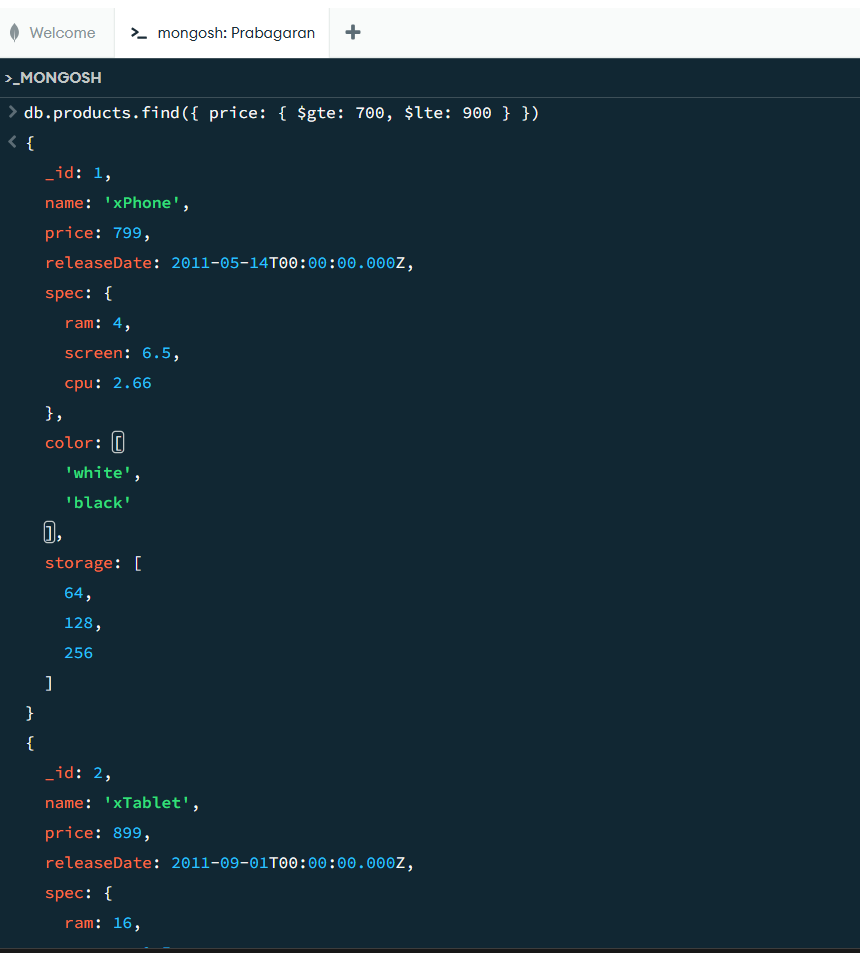 Welcome
>_ mongosh: Prabagaran
+
>_MONGOSH
> db.products.find({ price: { $gte: 700, $lte: 900 } })
< {
_id: 1,
name: 'xPhone',
price: 799,
releaseDate: 2011-05-14T00:00:00.000Z,
spec: {
ram: 4,
screen: 6.5,
cpu: 2.66
},
color: [
'white',
'black'
],
storage: [
64,
128,
256
]
}
{
_id: 2,
name: 'xTablet',
price: 899,
releaseDate: 2011-09-01T00:00:00.000Z,
spec: {
ram: 16,